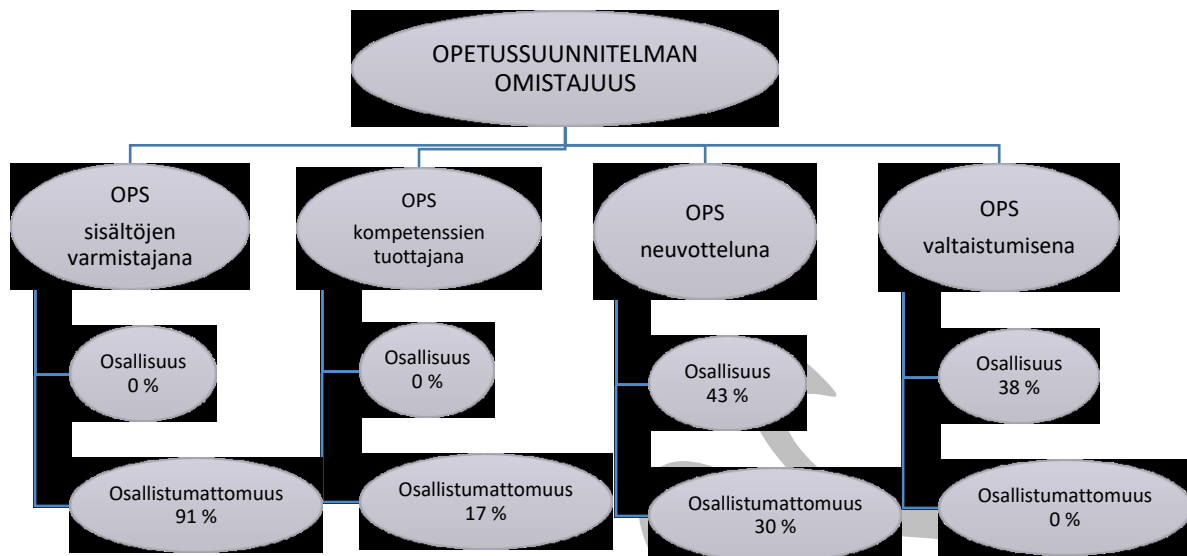 OPETUSSUUNNITELMAN
OMISTAJUUS
OPS
sisältöjen
varmistajana
OPS
kompetenssien
tuottajana
OPS
neuvotteluna
OPS
valtaistumisena
Osallisuus
0 %
Osallisuus
0 %
Osallisuus
43 %
Osallisuus
38 %
Osallistumattomuus
91 %
Osallistumattomuus
17 %
Osallistumattomuus
30 %
Osallistumattomuus
0 %